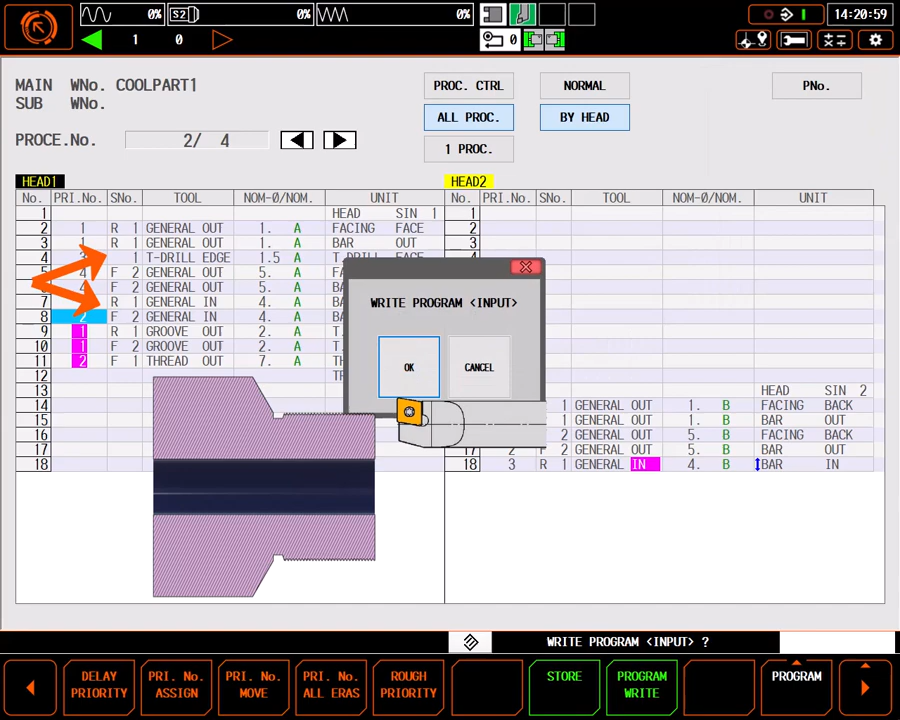 0% S2 0% 0% 14:20:59
1 0 0
MAIN WNo. COOLPART1
SUB WNo.
PROCE.No. 2/ 4
PROC. CTRL NORMAL PNo.
ALL PROC. BY HEAD
1 PROC.
HEAD1 HEAD2
No. PRI.No. SNo. TOOL NOM-Ø/NOM. UNIT No. PRI.No. SNo. TOOL NOM-Ø/NOM. UNIT
1 HEAD SIN 1 1
2 1 R 1 GENERAL OUT 1. A FACING FACE 2
3 1 R 1 GENERAL OUT 1. A BAR OUT 3
4 1 T-DRILL EDGE 1.5 A T.DRILL FACE 4
5 4 F 2 GENERAL OUT 5. A
6 F 2 GENERAL OUT 5. A
7 R 1 GENERAL IN 4. A
8 2 F 2 GENERAL IN 4. A
9 1 R 1 GROOVE OUT 2. A
10 1 F 2 GROOVE OUT 2. A
11 2 F 1 THREAD OUT 7. A
12
13 HEAD SIN 2
14 1 GENERAL OUT 1. B FACING BACK
15 1 GENERAL OUT 1. B BAR OUT
16 2 GENERAL OUT 5. B FACING BACK
17 2 GENERAL OUT 5. B BAR OUT
18 18 3 R 1 GENERAL IN 4. B BAR IN
WRITE PROGRAM <INPUT>
OK CANCEL
WRITE PROGRAM <INPUT> ?
DELAY PRIORITY
PRI. No. ASSIGN
PRI. No. MOVE
PRI. No. ALL ERAS
ROUGH PRIORITY
STORE
PROGRAM WRITE
PROGRAM